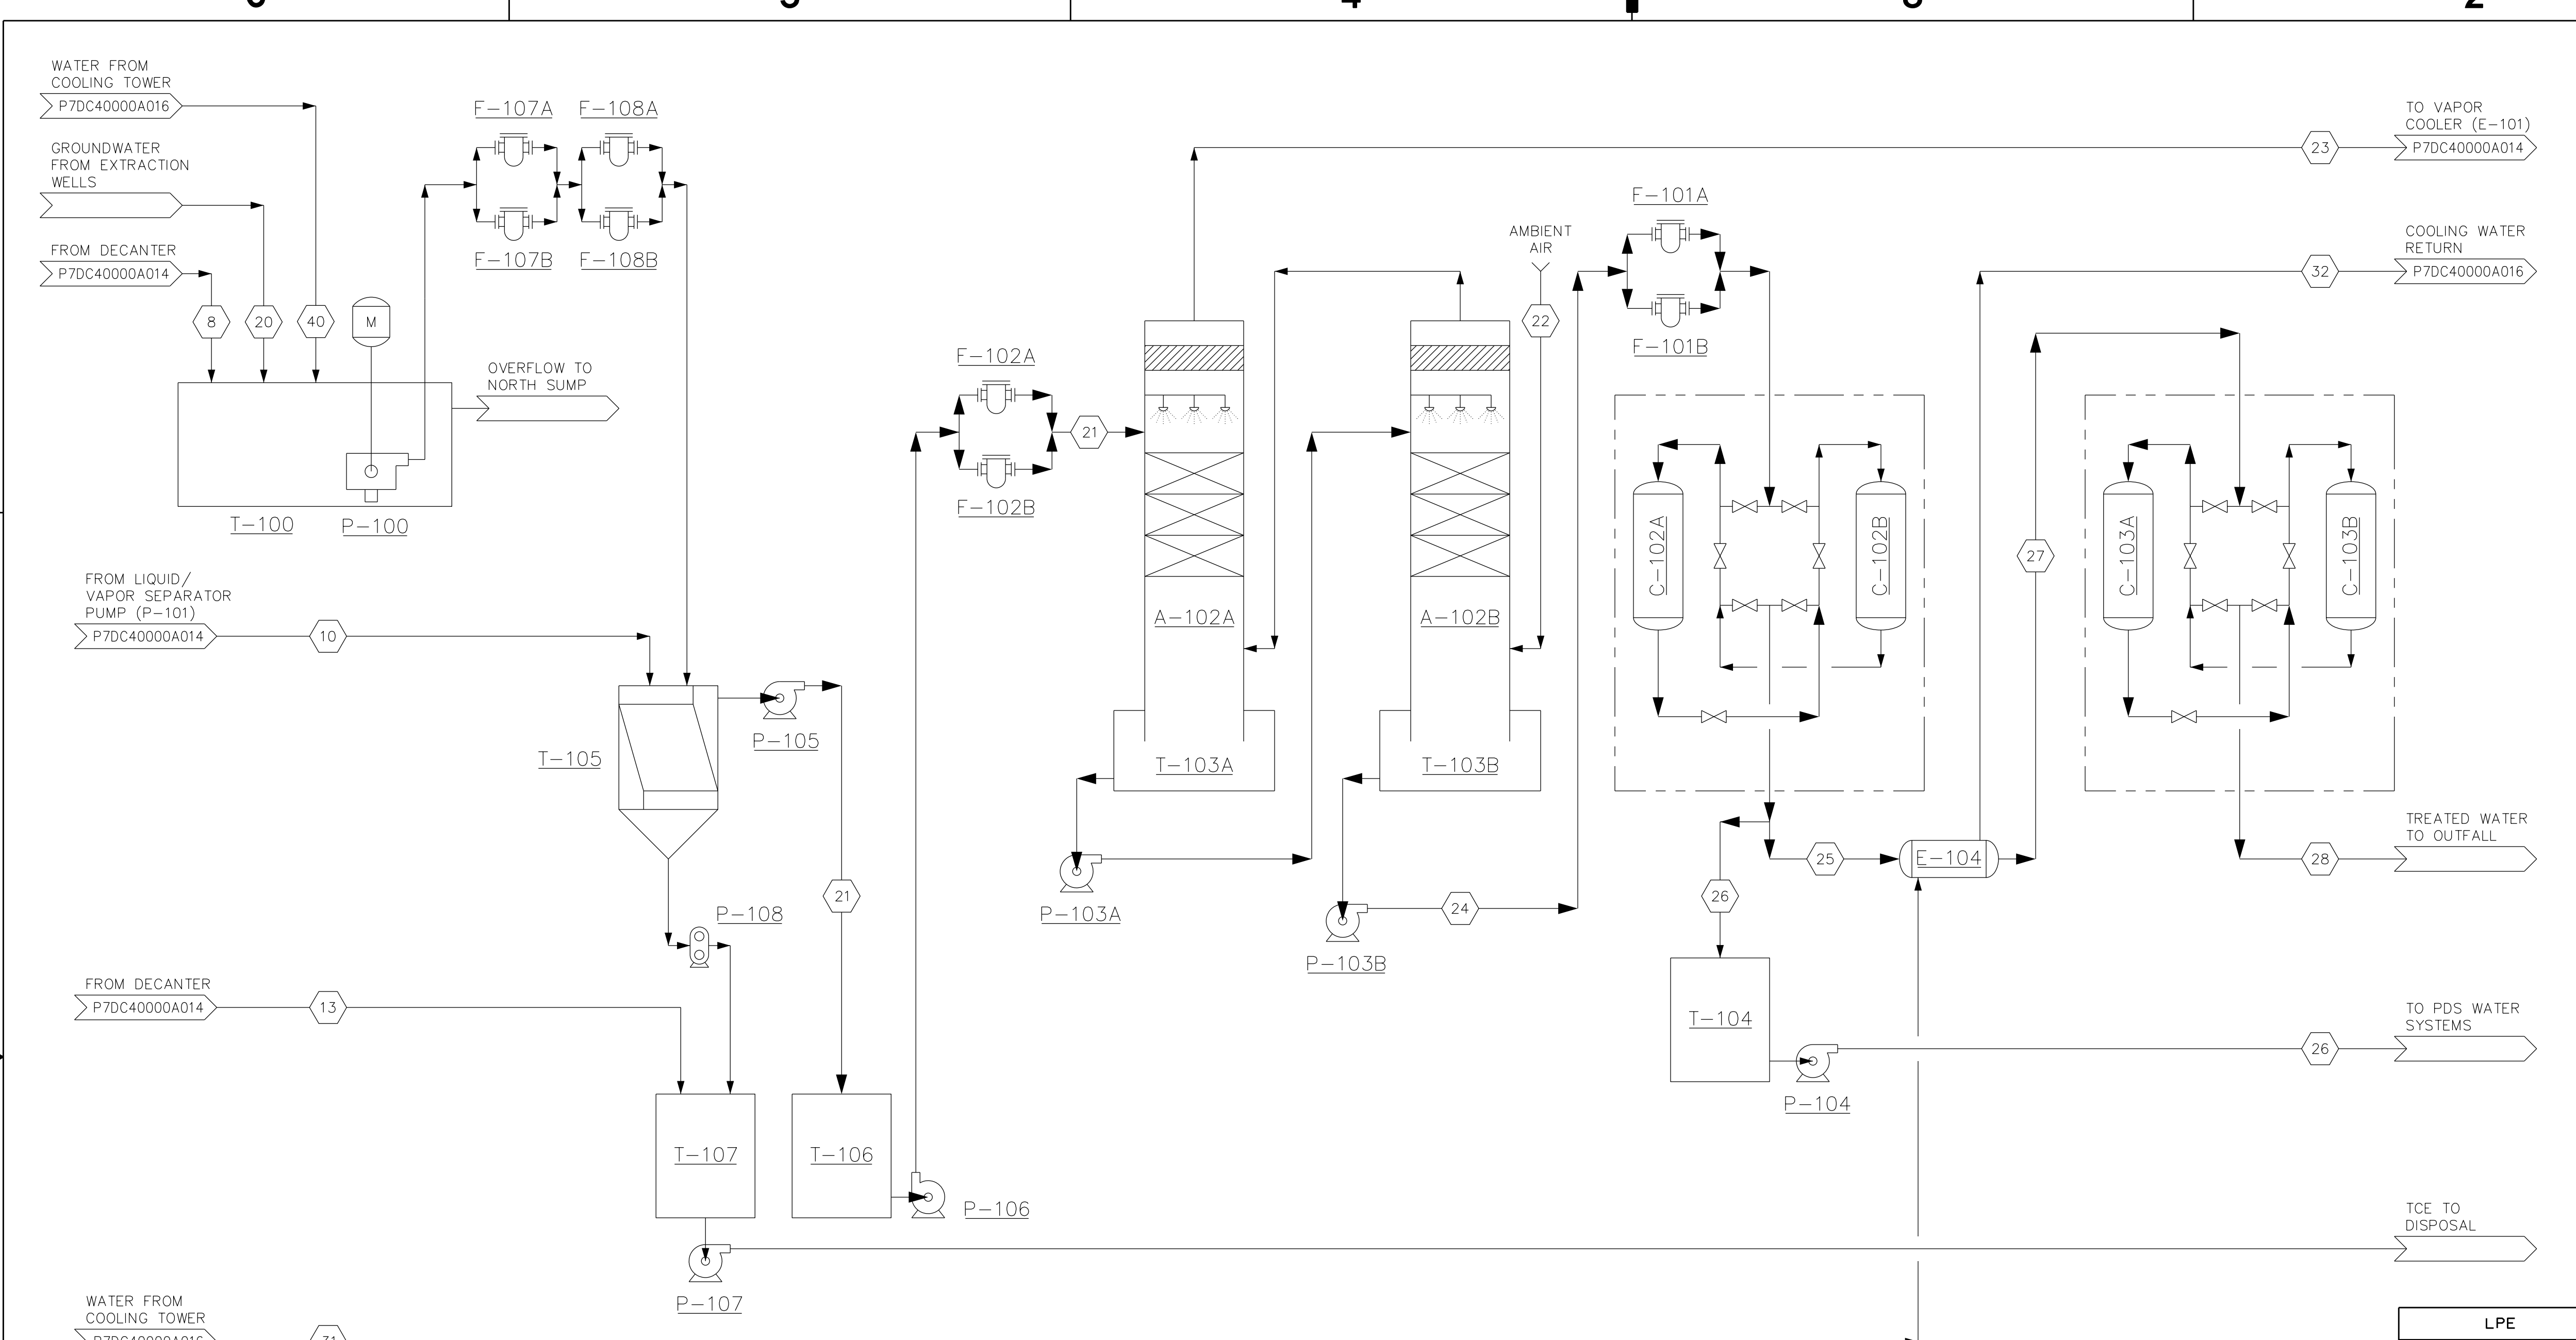 WATER FROM
COOLING TOWER
P7DC40000A016
GROUNDWATER
FROM EXTRACTION
WELLS
FROM DECANTER
P7DC40000A014
8
20
40
M
F-107A
F-108A
F-107B
F-108B
OVERFLOW TO
NORTH SUMP
T-100
P-100
FROM LIQUID/
VAPOR SEPARATOR
PUMP (P-101)
P7DC40000A014
10
T-105
P-105
P-108
21
FROM DECANTER
P7DC40000A014
13
T-107
T-106
P-106
P-107
WATER FROM
COOLING TOWER
P7DC40000A016
31
F-102A
F-102B
21
A-102A
T-103A
P-103A
A-102B
T-103B
P-103B
24
AMBIENT
AIR
22
F-101A
F-101B
C-102A
C-102B
25
26
E-104
T-104
P-104
27
C-103A
C-103B
23
TO VAPOR
COOLER (E-101)
P7DC40000A014
32
COOLING WATER
RETURN
P7DC40000A016
28
TREATED WATER
TO OUTFALL
26
TO PDS WATER
SYSTEMS
TCE TO
DISPOSAL
LPE